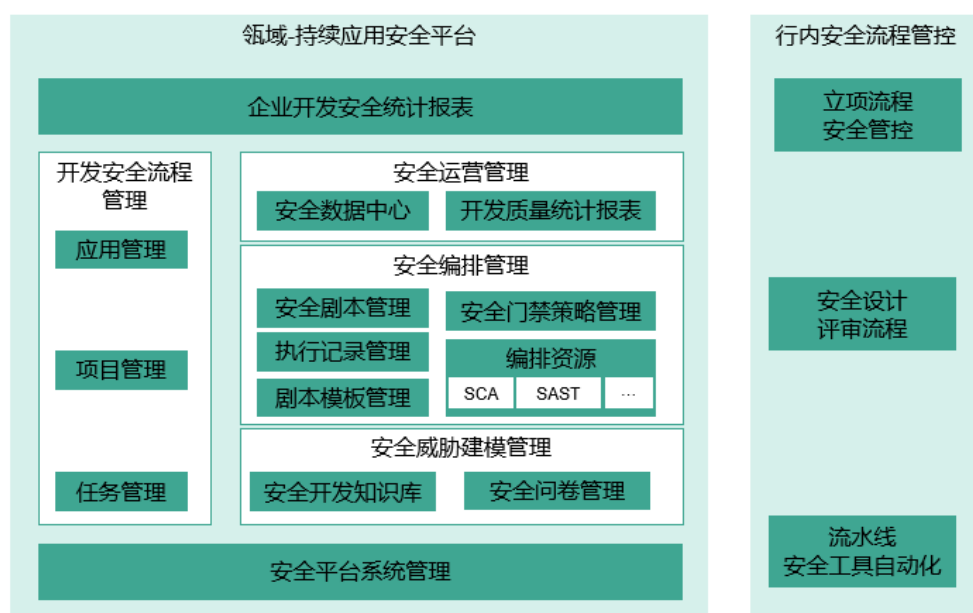 瓴域-持续应用安全平台
企业开发安全统计报表
开发安全流程
管理
应用管理
项目管理
任务管理
安全运营管理
安全数据中心
开发质量统计报表
安全编排管理
安全剧本管理
安全门禁策略管理
执行记录管理
编排资源
SCA
SAST
...
剧本模板管理
安全威胁建模管理
安全开发知识库
安全问卷管理
安全平台系统管理
行内安全流程管控
立项流程
安全管控
安全设计
评审流程
流水线
安全工具自动化